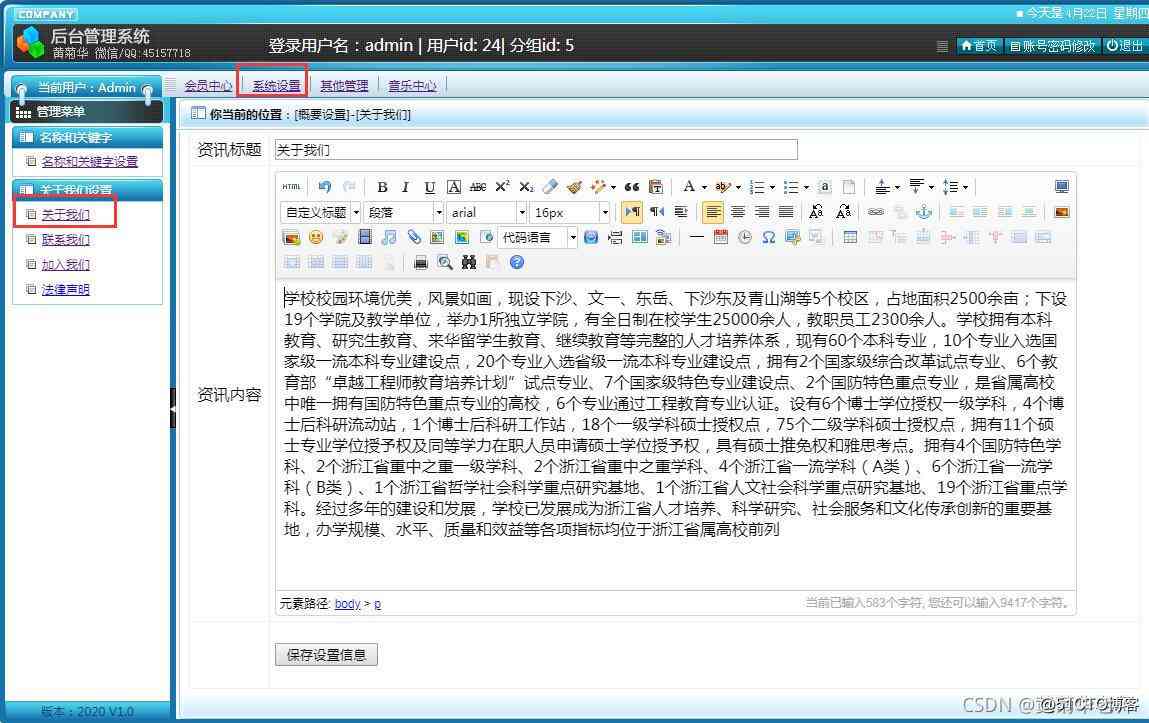 COMPANY
今天是 4月22日 星期四
后台管理系统
黄菊华 微信/QQ:45157718
登录用户名：admin | 用户id: 24| 分组id: 5
首页 账号密码修改 退出
当前用户：Admin
会员中心 系统设置 其他管理 音乐中心
管理菜单
你当前的位置：[概要设置]-[关于我们]
名称和关键字
名称和关键字设置
关于我们设置
关于我们
联系我们
加入我们
法律声明
资讯标题 关于我们
HTML B I U A ABC X² X₂ A ab a
自定义标题 段落 arial 16px
代码语言
资讯内容
学校校园环境优美，风景如画，现设下沙、文一、东岳、下沙东及青山湖等5个校区，占地面积2500余亩；下设
19个学院及教学单位，举办1所独立学院，有全日制在校学生25000余人，教职员工2300余人。学校拥有本科
教育、研究生教育、来华留学生教育、继续教育等完整的人才培养体系，现有60个本科专业，10个专业入选国
家级一流本科专业建设点，20个专业入选省级一流本科专业建设点，拥有2个国家级综合改革试点专业、6个教
育部“卓越工程师教育培养计划”试点专业、7个国家级特色专业建设点、2个国防特色重点专业，是省属高校
中唯一拥有国防特色重点专业的高校，6个专业通过工程教育专业认证。设有6个博士学位授权一级学科，4个博
士后科研流动站，1个博士后科研工作站，18个一级学科硕士授权点，75个二级学科硕士授权点，拥有11个硕
士专业学位授予权及同等学力在职人员申请硕士学位授予权，具有硕士推免权和雅思考点。拥有4个国防特色学
科、2个浙江省重中之重一级学科、2个浙江省重中之重学科、4个浙江省一流学科（A类）、6个浙江省一流学
科（B类）、1个浙江省哲学社会科学重点研究基地、1个浙江省人文社会科学重点研究基地、19个浙江省重点学
科。经过多年的建设和发展，学校已发展成为浙江省人才培养、科学研究、社会服务和文化传承创新的重要基
地，办学规模、水平、质量和效益等各项指标均位于浙江省属高校前列
元素路径: body > p
当前已输入583个字符, 您还可以输入9417个字符。
保存设置信息
版本：2020 V1.0
CSDN @51CTO博客